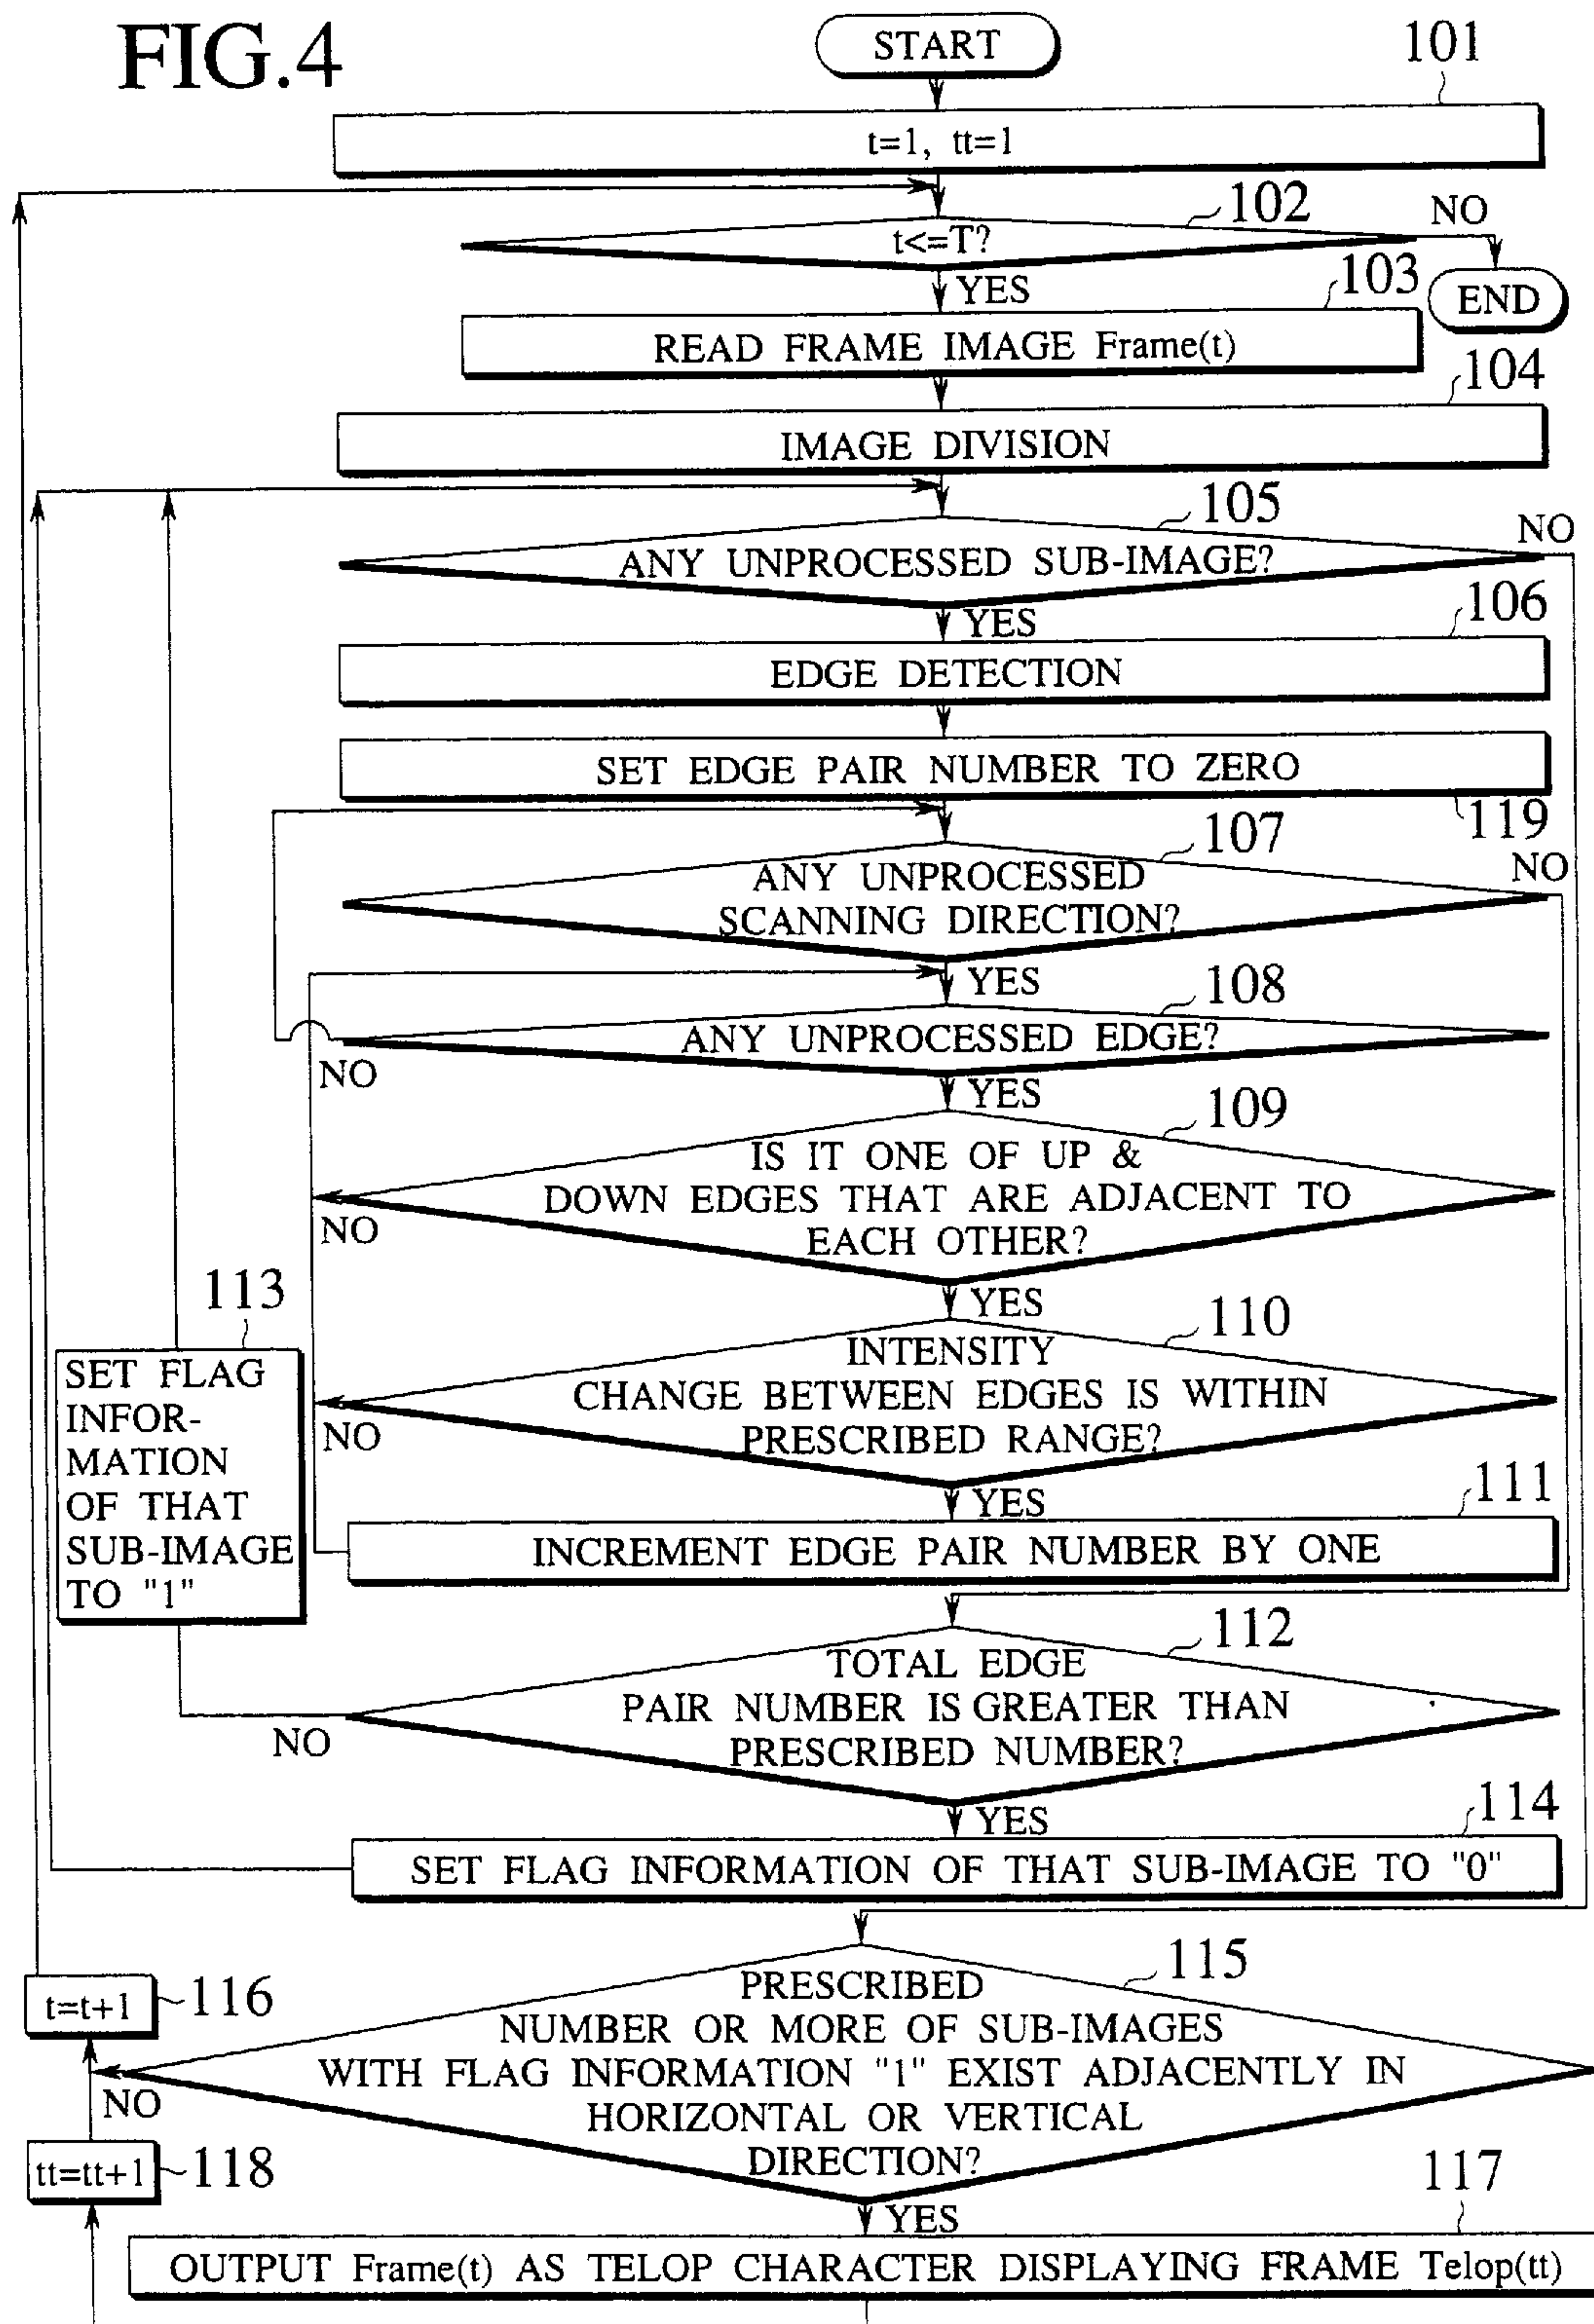 FIG.4
START
101
t=1, tt=1
102
t<=T?
NO
YES
END
103
READ FRAME IMAGE Frame(t)
104
IMAGE DIVISION
105
ANY UNPROCESSED SUB-IMAGE?
NO
YES
106
EDGE DETECTION
SET EDGE PAIR NUMBER TO ZERO
119
107
ANY UNPROCESSED
SCANNING DIRECTION?
NO
YES
108
ANY UNPROCESSED EDGE?
NO
YES
109
IS IT ONE OF UP &
DOWN EDGES THAT ARE ADJACENT TO
EACH OTHER?
NO
YES
110
INTENSITY
CHANGE BETWEEN EDGES IS WITHIN
PRESCRIBED RANGE?
NO
YES
111
INCREMENT EDGE PAIR NUMBER BY ONE
113
SET FLAG
INFOR-
MATION
OF THAT
SUB-IMAGE
TO "1"
112
TOTAL EDGE
PAIR NUMBER IS GREATER THAN
PRESCRIBED NUMBER?
NO
YES
114
SET FLAG INFORMATION OF THAT SUB-IMAGE TO "0"
115
PRESCRIBED
NUMBER OR MORE OF SUB-IMAGES
WITH FLAG INFORMATION "1" EXIST ADJACENTLY IN
HORIZONTAL OR VERTICAL
DIRECTION?
t=t+1
116
NO
tt=tt+1
118
YES
117
OUTPUT Frame(t) AS TELOP CHARACTER DISPLAYING FRAME Telop(tt)